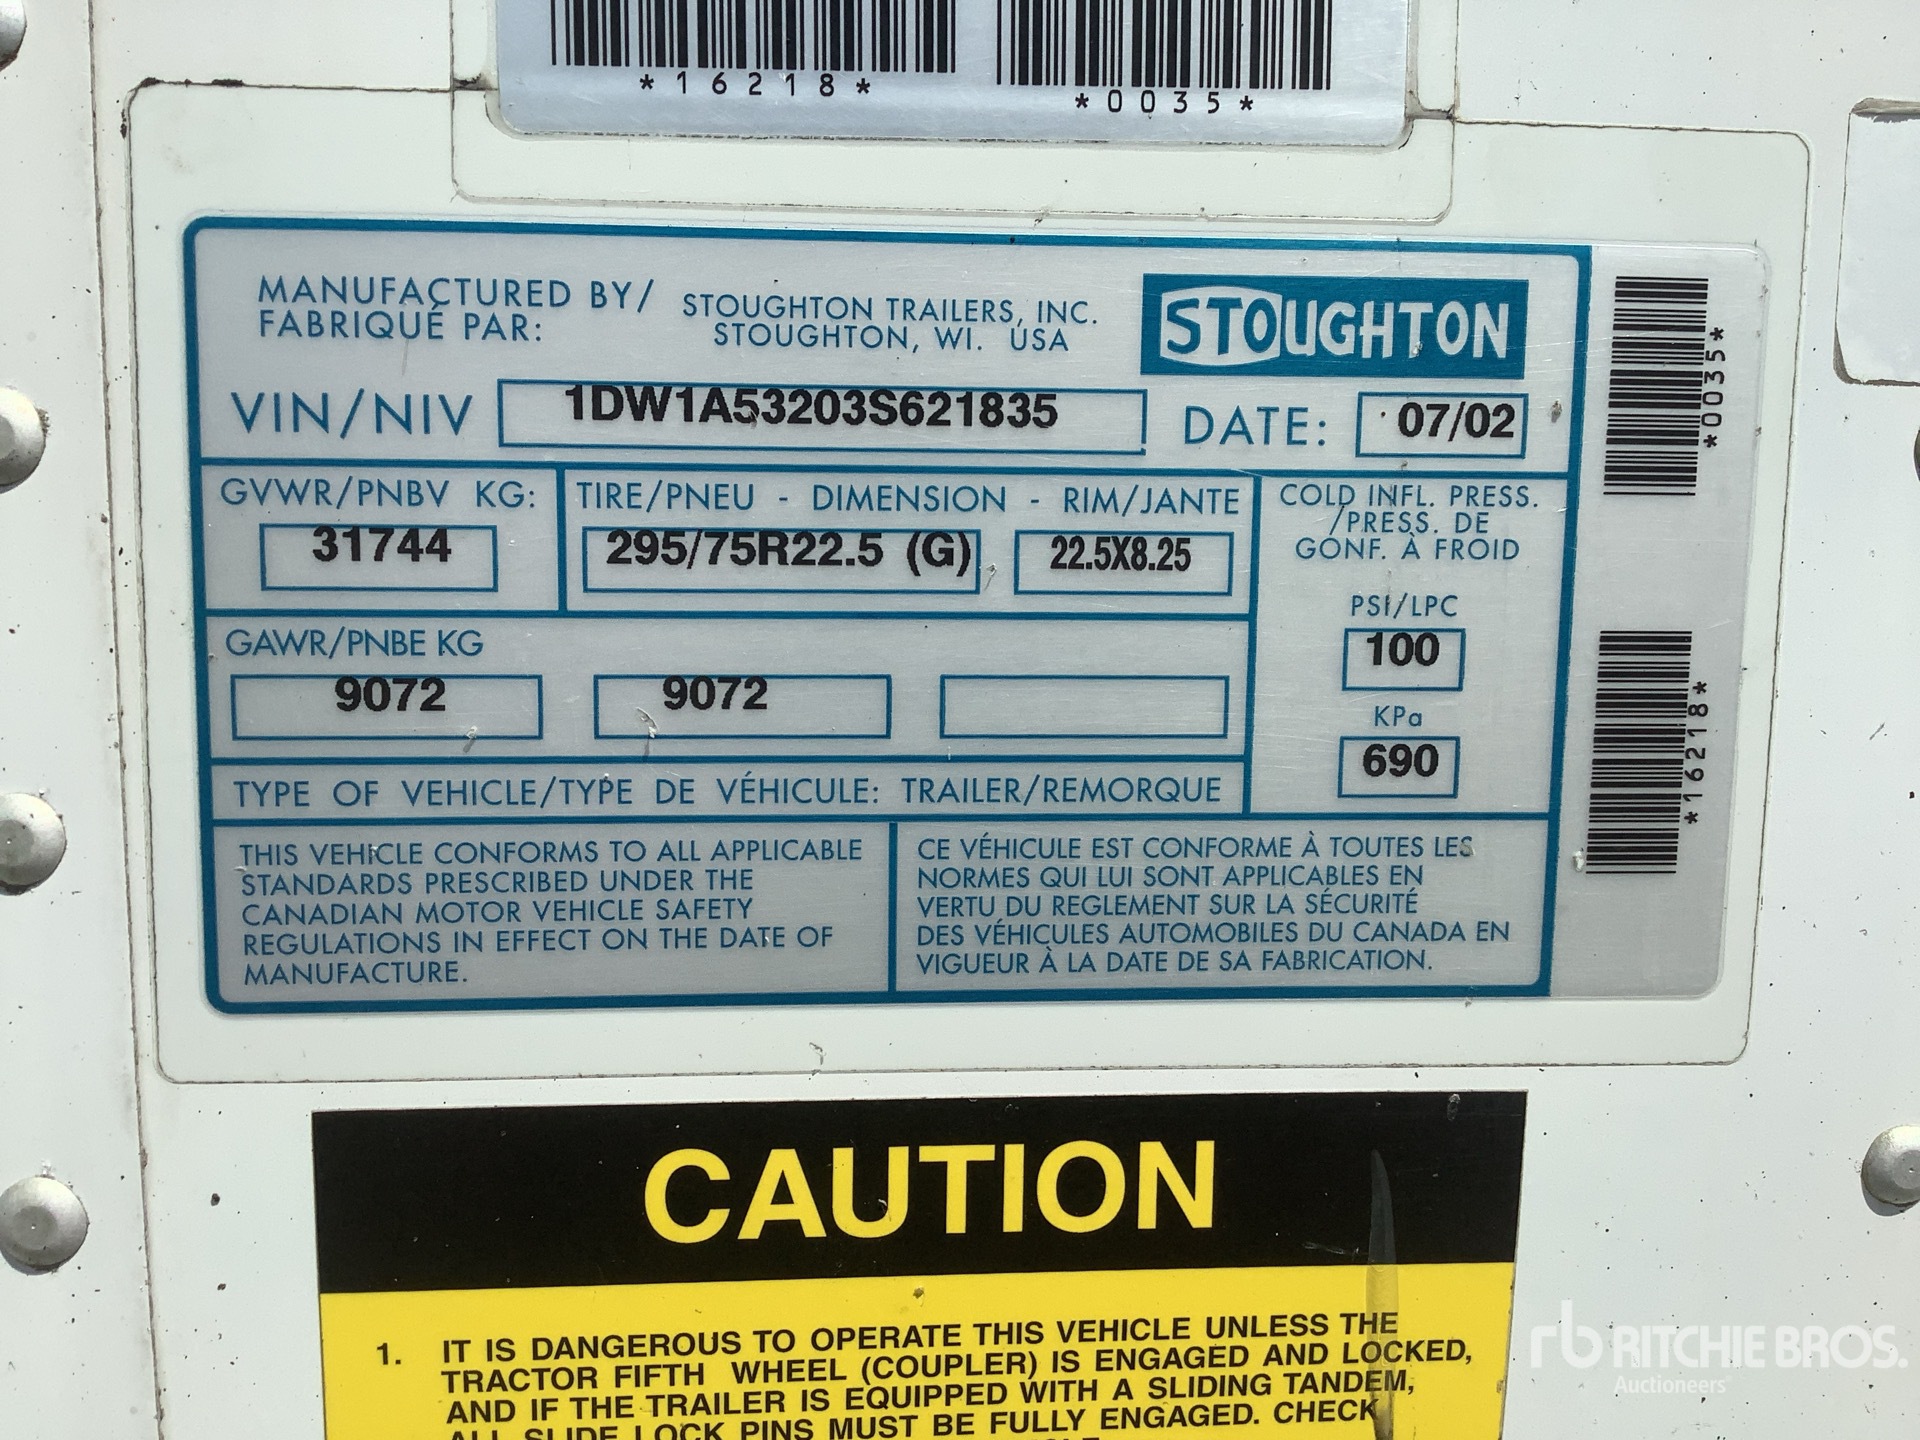 *16218*
*0035*
MANUFACTURED BY/
FABRIQUÉ PAR:
STOUGHTON TRAILERS, INC.
STOUGHTON, WI. USA
STOUGHTON
VIN/NIV 1DW1A53203S621835 DATE: 07/02
GVWR/PNBV KG:
31744
TIRE/PNEU - DIMENSION - RIM/JANTE
295/75R22.5 (G) 22.5X8.25
COLD INFL. PRESS.
/PRESS. DE
GONF. À FROID
PSI/LPC
100
KPa
690
GAWR/PNBE KG
9072 9072
TYPE OF VEHICLE/TYPE DE VÉHICULE: TRAILER/REMORQUE
THIS VEHICLE CONFORMS TO ALL APPLICABLE
STANDARDS PRESCRIBED UNDER THE
CANADIAN MOTOR VEHICLE SAFETY
REGULATIONS IN EFFECT ON THE DATE OF
MANUFACTURE.
CE VÉHICULE EST CONFORME À TOUTES LES
NORMES QUI LUI SONT APPLICABLES EN
VERTU DU REGLEMENT SUR LA SÉCURITÉ
DES VÉHICULES AUTOMOBILES DU CANADA EN
VIGUEUR À LA DATE DE SA FABRICATION.
*0035*
*16218*
CAUTION
1. IT IS DANGEROUS TO OPERATE THIS VEHICLE UNLESS THE
TRACTOR FIFTH WHEEL (COUPLER) IS ENGAGED AND LOCKED,
AND IF THE TRAILER IS EQUIPPED WITH A SLIDING TANDEM,
ALL SLIDE LOCK PINS MUST BE FULLY ENGAGED. CHECK
rb RITCHIE BROS.
Auctioneers